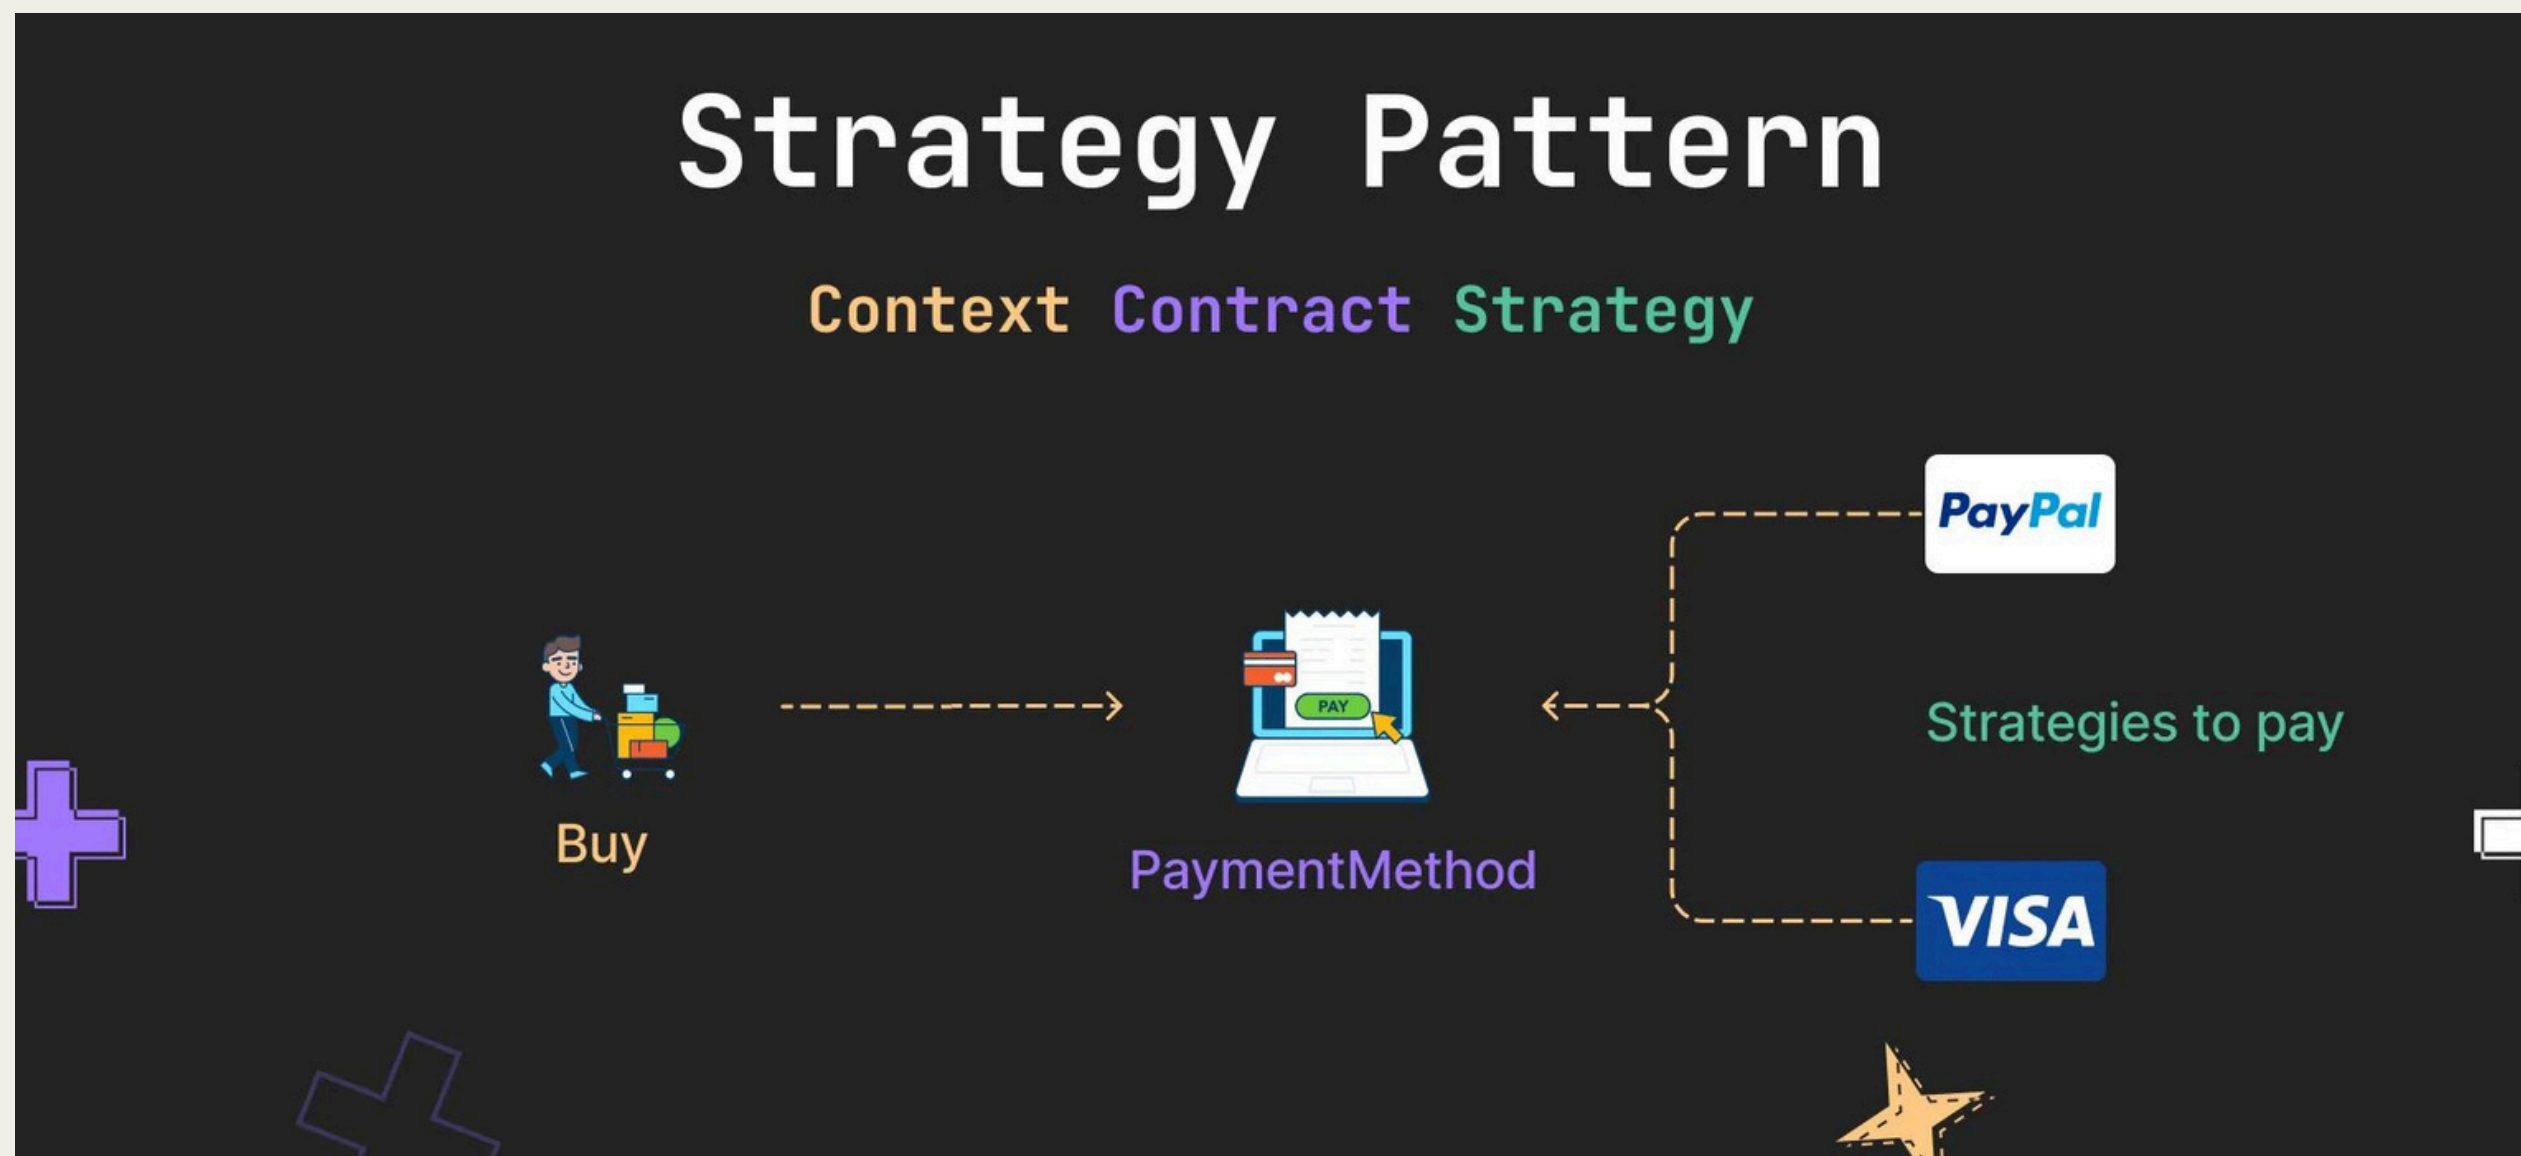 Strategy Pattern
Context Contract Strategy
PayPal
PAY
Strategies to pay
Buy
PaymentMethod
VISA